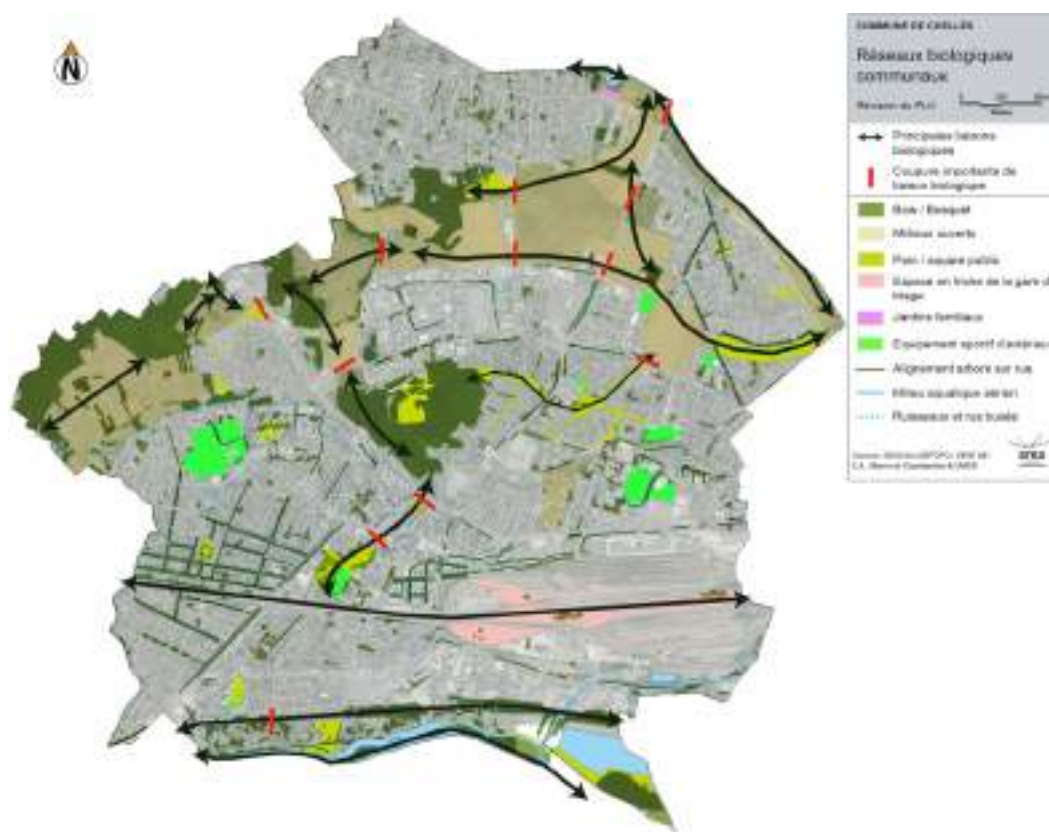 N
COMMUNE DE CHELLES
Réseaux biologiques
communaux
Révision du PLU
Principales liaisons
biologiques
Coupure importante de
liaison biologique
Bois / Bosquet
Milieux ouverts
Parc / square public
Espace en friche de la gare de
triage
Jardins familiaux
Equipement sportif d'extérieur
Alignement arboré sur rue
Milieu aquatique aérien
Ruisseaux et rus busés